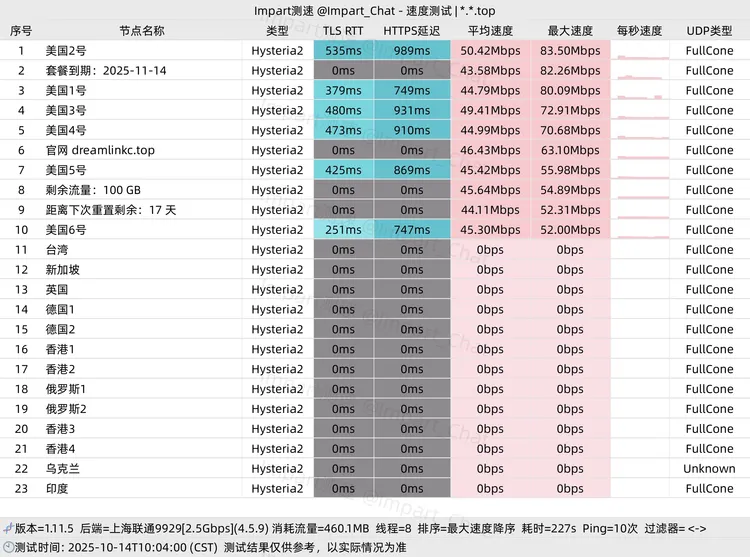 Impart测速 @Impart_Chat - 速度测试 | *.*.top
序号 节点名称 类型 TLS RTT HTTPS延迟 平均速度 最大速度 每秒速度 UDP类型
1 美国2号 Hysteria2 535ms 989ms 50.42Mbps 83.50Mbps FullCone
2 套餐到期：2025-11-14 Hysteria2 0ms 0ms 43.58Mbps 82.26Mbps FullCone
3 美国1号 Hysteria2 379ms 749ms 44.79Mbps 80.09Mbps FullCone
4 美国3号 Hysteria2 480ms 931ms 49.41Mbps 72.91Mbps FullCone
5 美国4号 Hysteria2 473ms 910ms 44.99Mbps 70.68Mbps FullCone
6 官网 dreamlinkc.top Hysteria2 0ms 0ms 46.43Mbps 63.10Mbps FullCone
7 美国5号 Hysteria2 425ms 869ms 45.42Mbps 55.98Mbps FullCone
8 剩余流量：100 GB Hysteria2 0ms 0ms 45.64Mbps 54.89Mbps FullCone
9 距离下次重置剩余：17 天 Hysteria2 0ms 0ms 44.11Mbps 52.31Mbps FullCone
10 美国6号 Hysteria2 251ms 747ms 45.30Mbps 52.00Mbps FullCone
11 台湾 Hysteria2 0ms 0ms 0bps 0bps FullCone
12 新加坡 Hysteria2 0ms 0ms 0bps 0bps FullCone
13 英国 Hysteria2 0ms 0ms 0bps 0bps FullCone
14 德国1 Hysteria2 0ms 0ms 0bps 0bps FullCone
15 德国2 Hysteria2 0ms 0ms 0bps 0bps FullCone
16 香港1 Hysteria2 0ms 0ms 0bps 0bps FullCone
17 香港2 Hysteria2 0ms 0ms 0bps 0bps FullCone
18 俄罗斯1 Hysteria2 0ms 0ms 0bps 0bps FullCone
19 俄罗斯2 Hysteria2 0ms 0ms 0bps 0bps FullCone
20 香港3 Hysteria2 0ms 0ms 0bps 0bps FullCone
21 香港4 Hysteria2 0ms 0ms 0bps 0bps FullCone
22 乌克兰 Hysteria2 0ms 0ms 0bps 0bps Unknown
23 印度 Hysteria2 0ms 0ms 0bps 0bps FullCone
版本=1.11.5 后端=上海联通9929[2.5Gbps](4.5.9) 消耗流量=460.1MB 线程=8 排序=最大速度降序 耗时=227s Ping=10次 过滤器= <->
测试时间：2025-10-14T10:04:00 (CST) 测试结果仅供参考，以实际情况为准